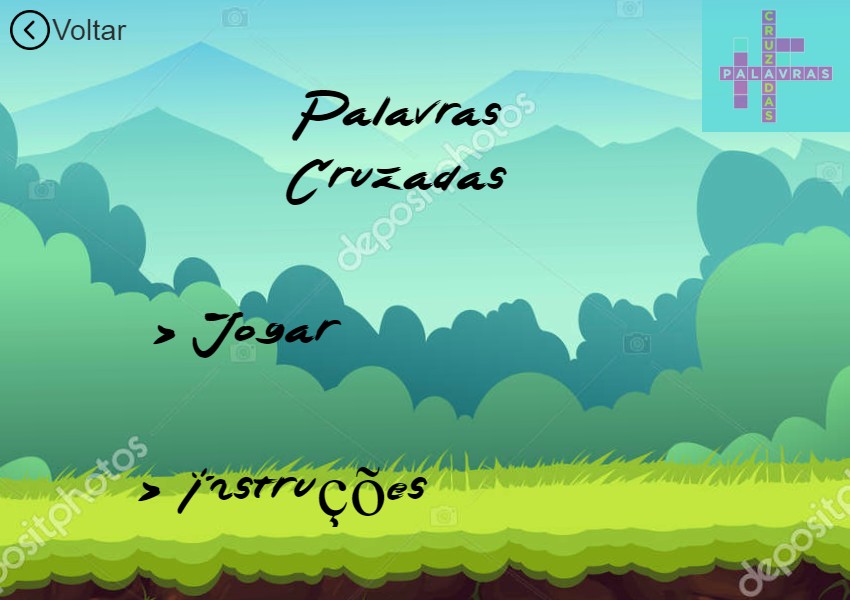 Voltar
CRUZADAS
PALAVRAS
Palavras
Cruzadas
depositphotos
> Jogar
> Instruções
depositphotos
depositphotos
depositphotos